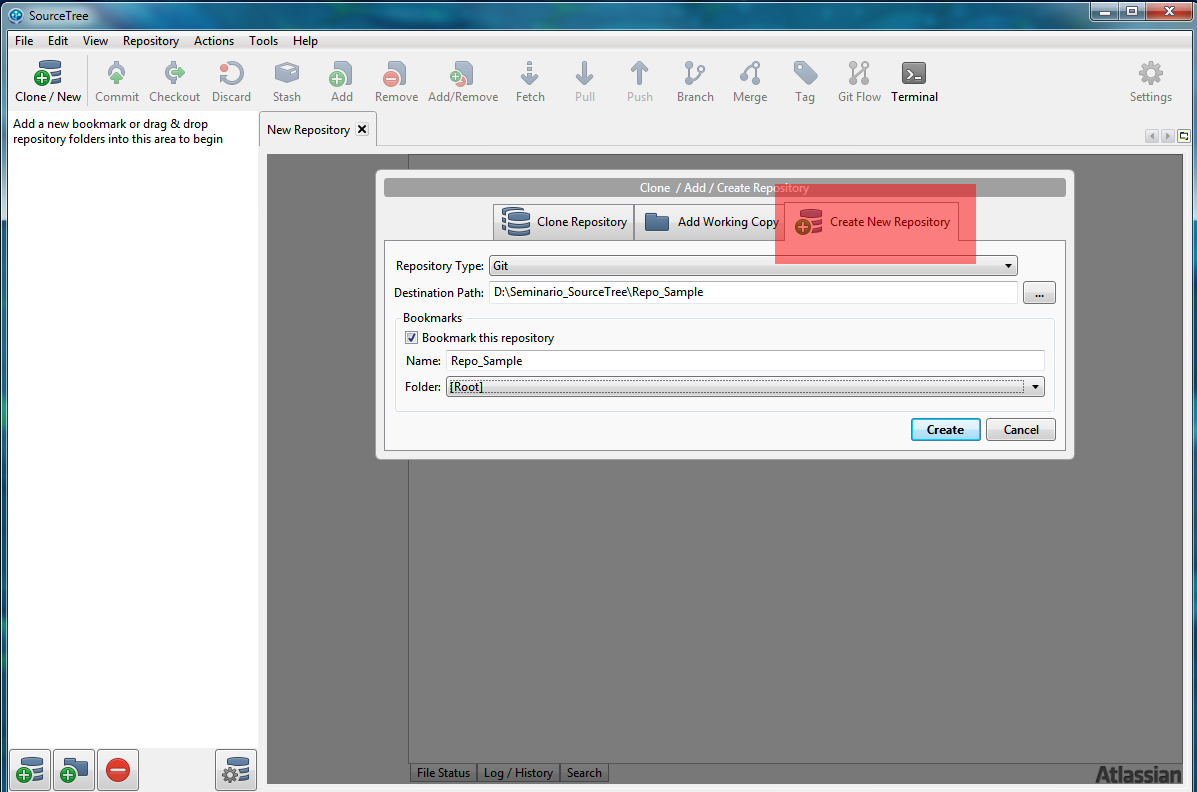 SourceTree
File Edit View Repository Actions Tools Help
Clone / New Commit Checkout Discard Stash Add Remove Add/Remove Fetch Pull Push Branch Merge Tag Git Flow Terminal Settings
Add a new bookmark or drag & drop
repository folders into this area to begin
New Repository
Clone / Add / Create Repository
Clone Repository Add Working Copy Create New Repository
Repository Type: Git
Destination Path: D:\Seminario_SourceTree\Repo_Sample ...
Bookmarks
Bookmark this repository
Name: Repo_Sample
Folder: [Root]
Create Cancel
File Status Log / History Search
Atlassian